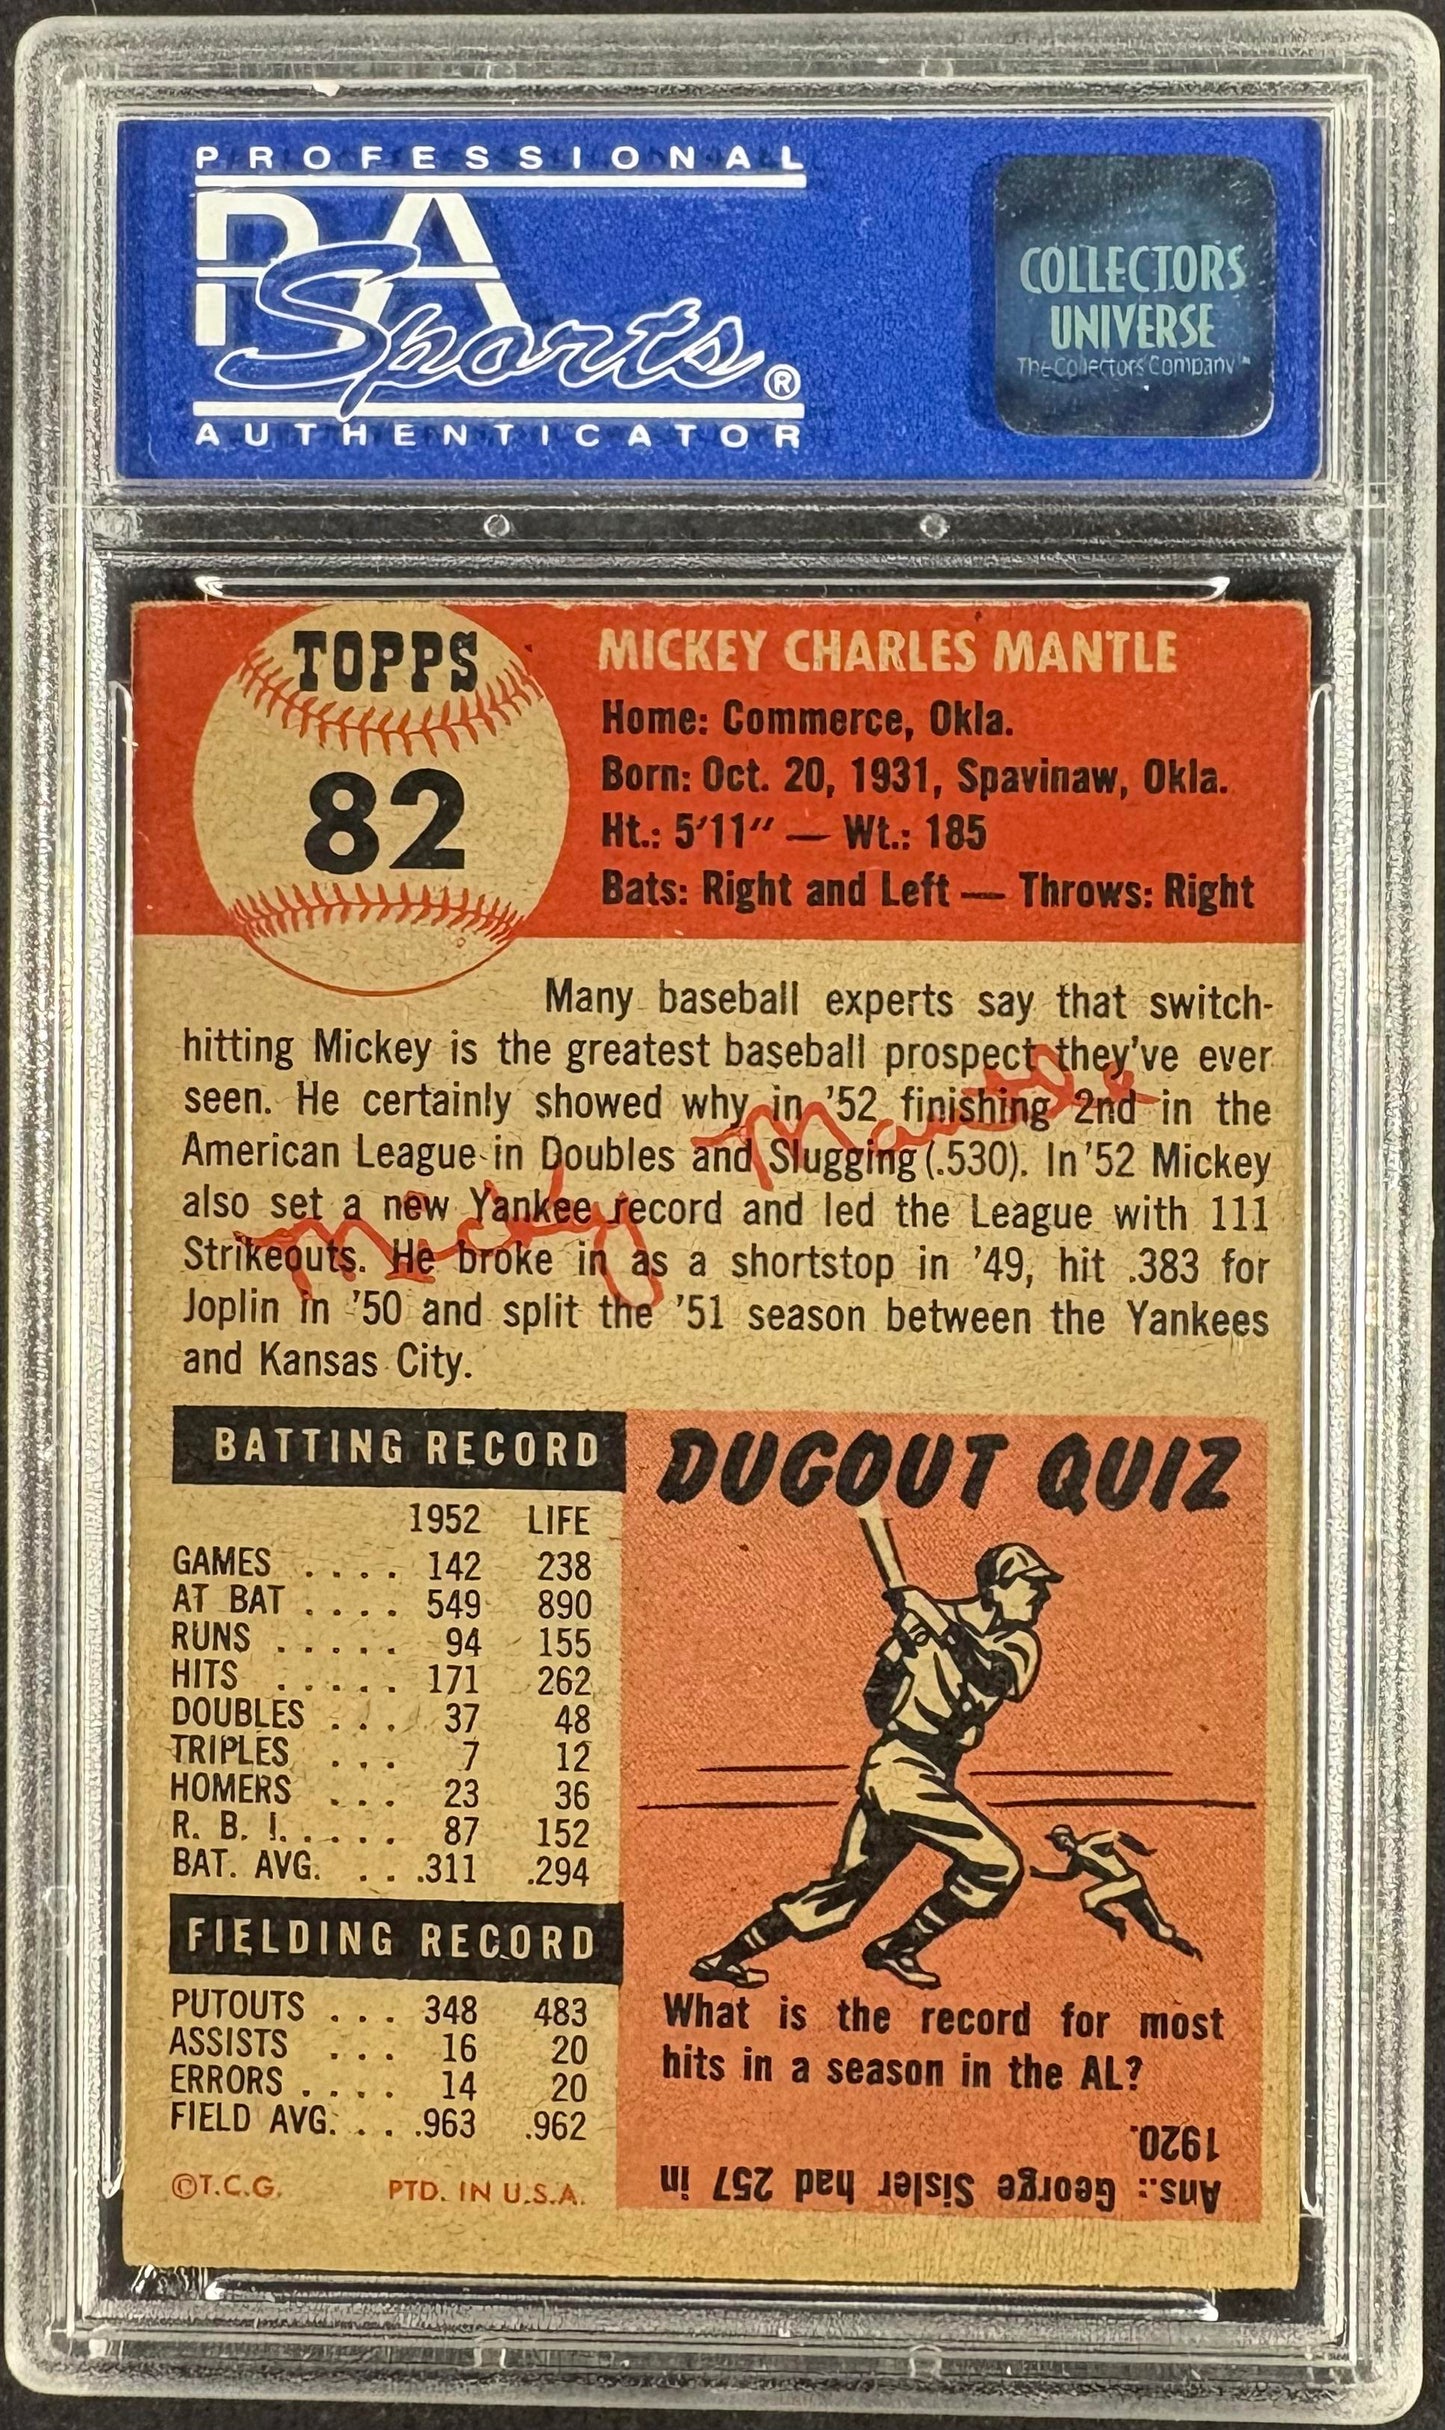 PROFESSIONAL
PSA
Sports®
AUTHENTICATOR
COLLECTORS
UNIVERSE
The Collectors Company™
TOPPS
82
MICKEY CHARLES MANTLE
Home: Commerce, Okla.
Born: Oct. 20, 1931, Spavinaw, Okla.
Ht.: 5'11" — Wt.: 185
Bats: Right and Left — Throws: Right
Many baseball experts say that switch-
hitting Mickey is the greatest baseball prospect they've ever
seen. He certainly showed why in '52 finishing 2nd in the
American League in Doubles and Slugging (.530). In '52 Mickey
also set a new Yankee record and led the League with 111
Strikeouts. He broke in as a shortstop in '49, hit .383 for
Joplin in '50 and split the '51 season between the Yankees
and Kansas City.
Mickey Mantle
BATTING RECORD
1952 LIFE
GAMES .... 142 238
AT BAT .... 549 890
RUNS ..... 94 155
HITS ..... 171 262
DOUBLES ... 37 48
TRIPLES ... 7 12
HOMERS ... 23 36
R. B. I. .... 87 152
BAT. AVG. .. .311 .294
FIELDING RECORD
PUTOUTS ... 348 483
ASSISTS ... 16 20
ERRORS .... 14 20
FIELD AVG. .. .963 .962
©T.C.G. PTD. IN U.S.A.
DUGOUT QUIZ
What is the record for most
hits in a season in the AL?
Ans.: George Sisler had 257 in
1920.